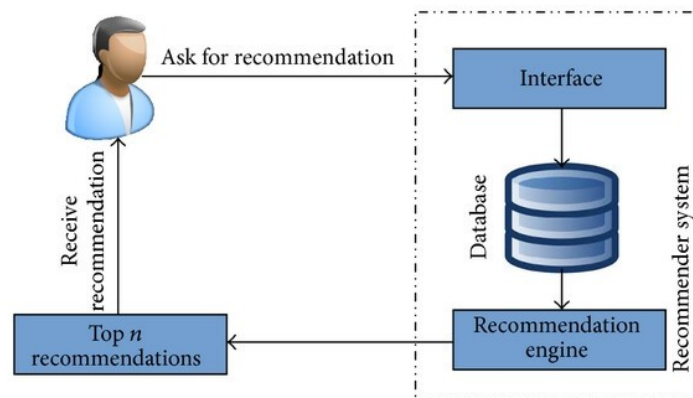 Ask for recommendation
Interface
Database
Recommender system
Receive
recommendation
Top n
recommendations
Recommendation
engine